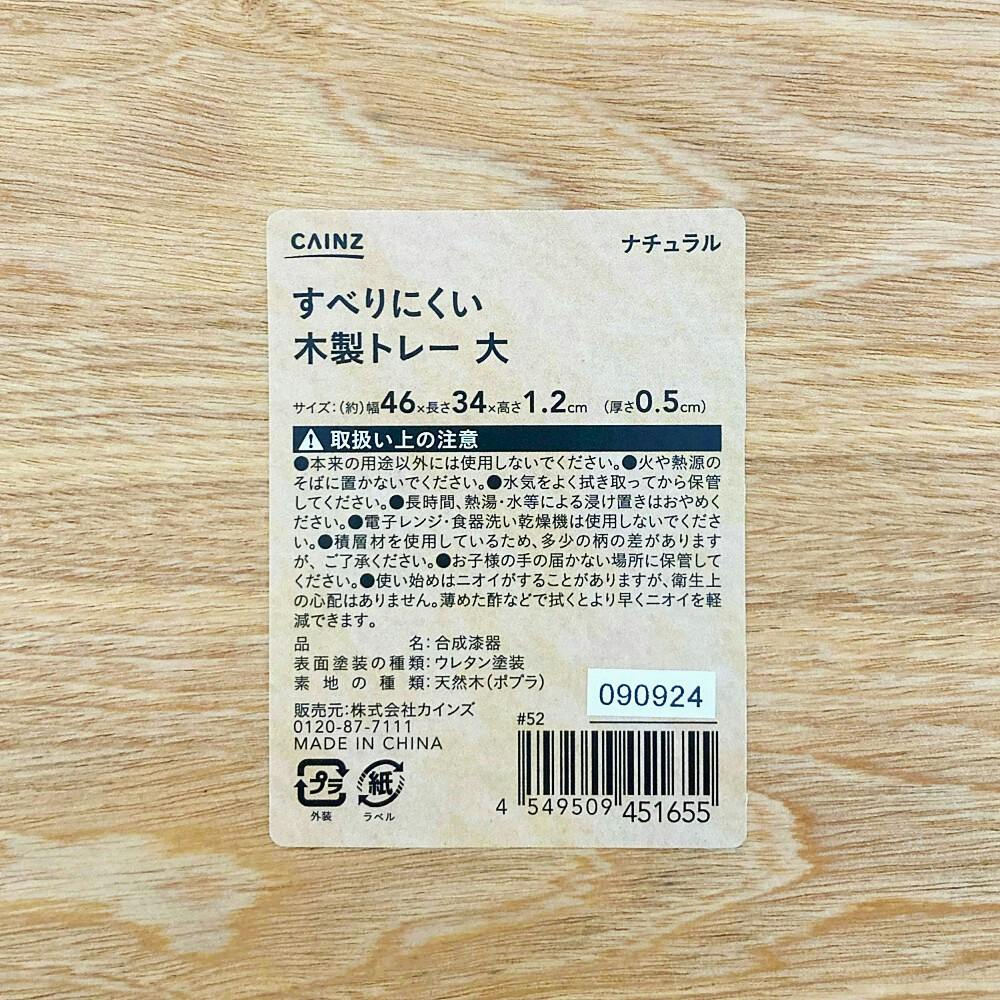 CAINZ ナチュラル
すべりにくい
木製トレー 大
サイズ:(約)幅46×長さ34×高さ1.2cm (厚さ0.5cm)
取扱い上の注意
●本来の用途以外には使用しないでください。●火や熱源の
そばに置かないでください。●水気をよく拭き取ってから保管
してください。●長時間、熱湯・水等による浸け置きはおやめく
ださい。●電子レンジ・食器洗い乾燥機は使用しないでくださ
い。●積層材を使用しているため、多少の柄の差があります
が、ご了承ください。●お子様の手の届かない場所に保管して
ください。●使い始めはニオイがすることがありますが、衛生上
の心配はありません。薄めた酢などで拭くとより早くニオイを軽
減できます。
品名:合成漆器
表面塗装の種類:ウレタン塗装
素地の種類:天然木(ポプラ)
販売元:株式会社カインズ
0120-87-7111
MADE IN CHINA
プラ 紙
外装 ラベル
090924
#52
4 549509 451655